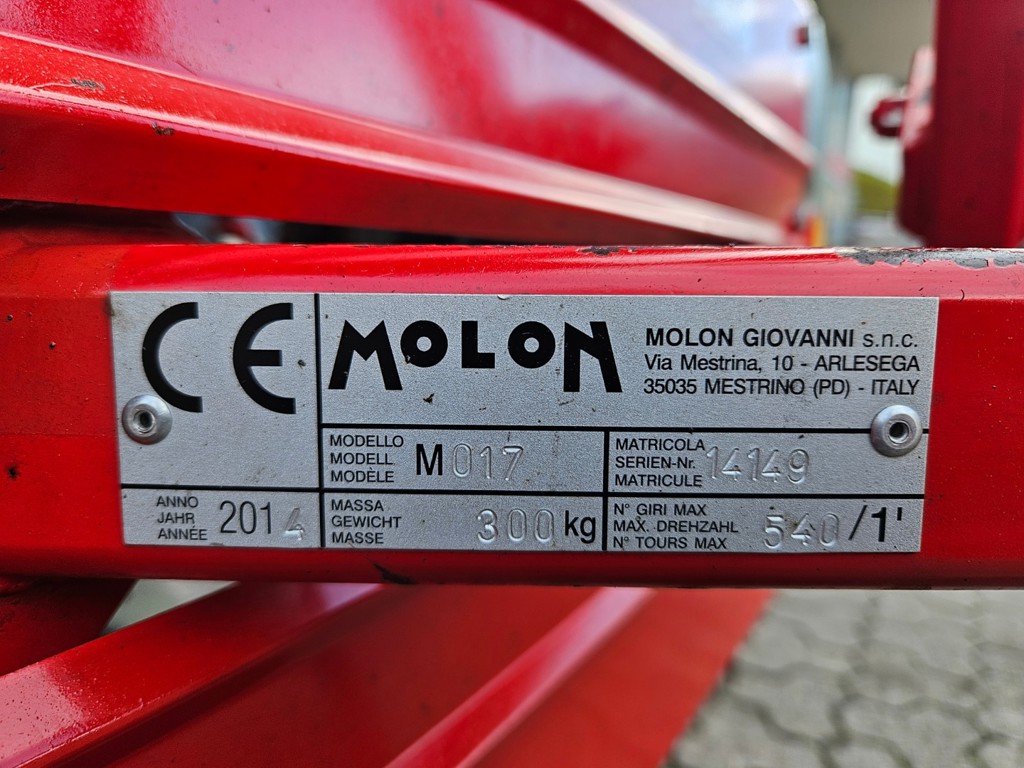 CE
MOLON
MOLON GIOVANNI s.n.c.
Via Mestrina, 10 - ARLESEGA
35035 MESTRINO (PD) - ITALY
MODELLO
MODELL
MODÈLE
M017
MATRICOLA
SERIEN-Nr.
MATRICULE
14149
ANNO
JAHR
ANNÉE
2014
MASSA
GEWICHT
MASSE
300 kg
N° GIRI MAX
MAX. DREHZAHL
N° TOURS MAX
540/1'